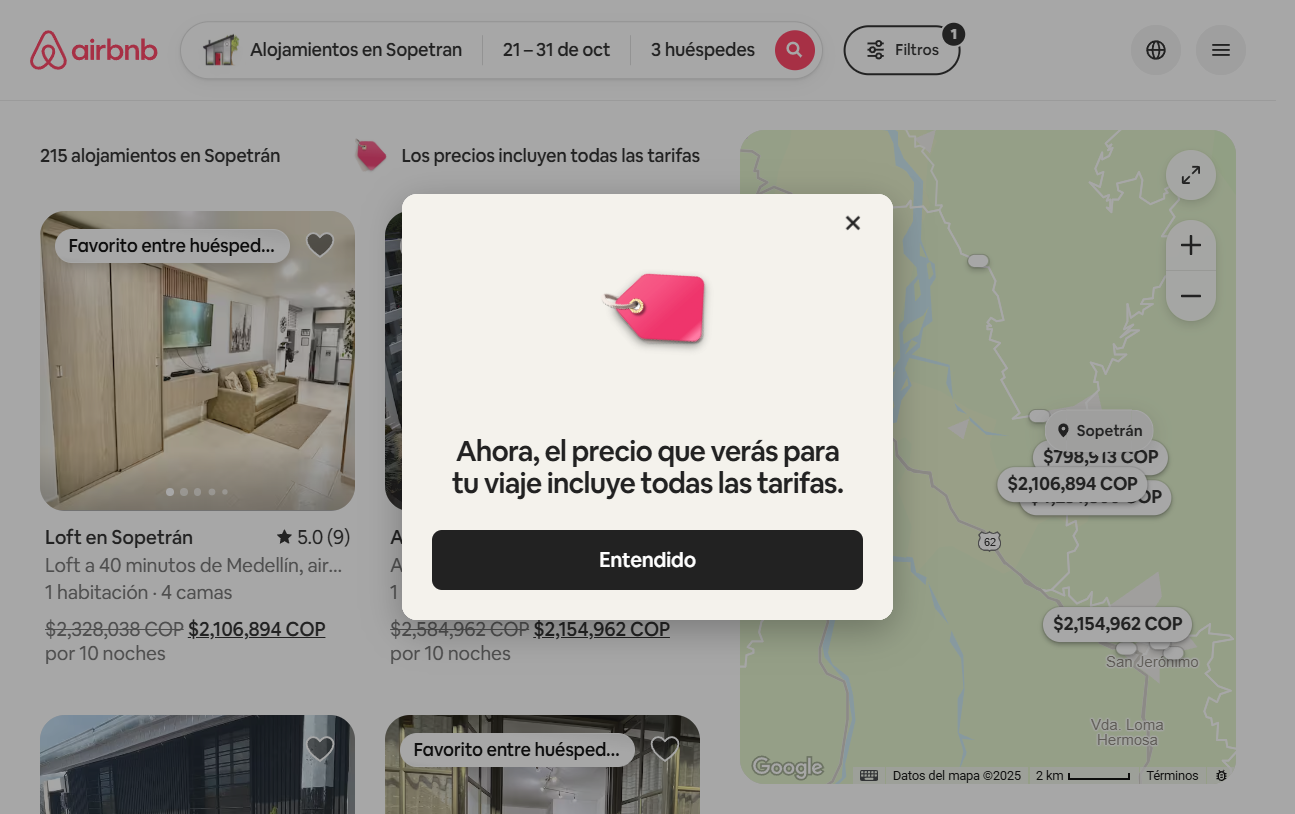 airbnb
Alojamientos en Sopetran
21 – 31 de oct
3 huéspedes
Filtros
1
215 alojamientos en Sopetrán
Los precios incluyen todas las tarifas
Favorito entre huésped...
Ahora, el precio que verás para
tu viaje incluye todas las tarifas.
Entendido
Loft en Sopetrán
5.0 (9)
Loft a 40 minutos de Medellín, air...
1 habitación · 4 camas
$2,328,038 COP $2,106,894 COP
por 10 noches
A
A
1
$2,584,962 COP $2,154,962 COP
por 10 noches
Favorito entre huésped...
Sopetrán
$798,513 COP
$2,106,894 COP
COP
62
$2,154,962 COP
San Jerónimo
Vda. Loma
Hermosa
Google
Datos del mapa ©2025
2 km
Términos